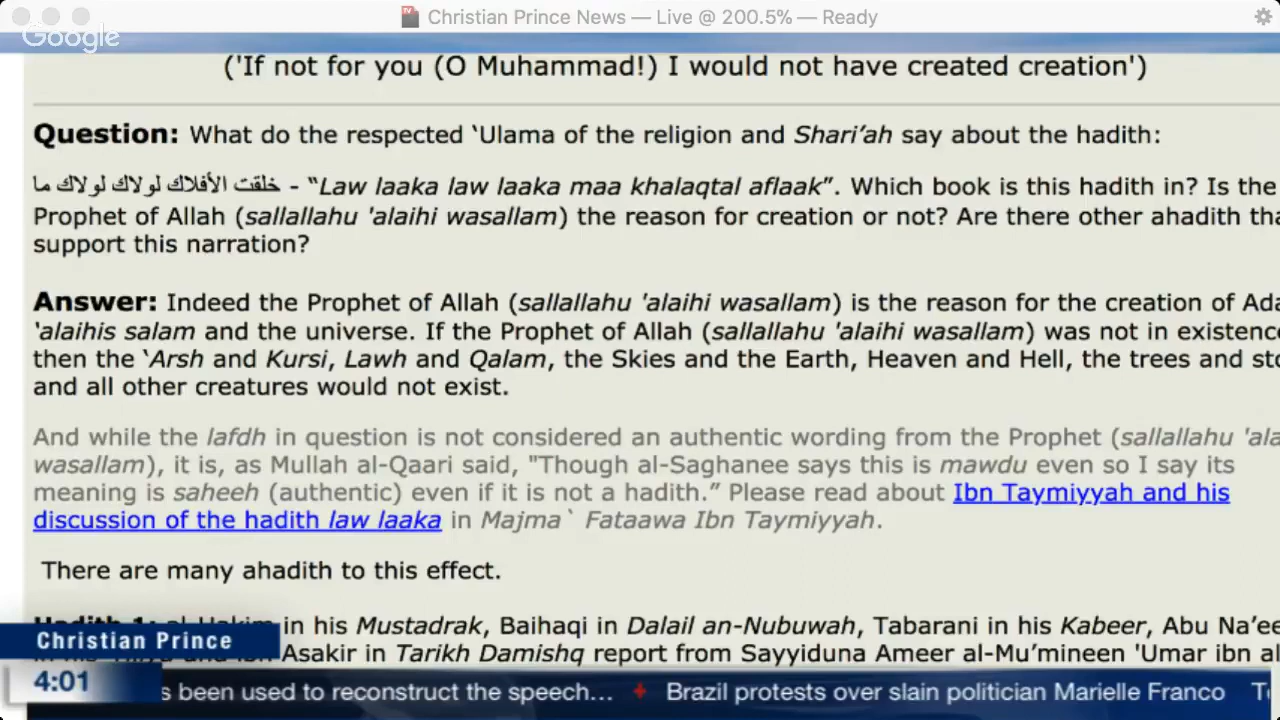 Christian Prince News — Live @ 200.5% — Ready
Google
('If not for you (O Muhammad!) I would not have created creation')
Question: What do the respected ‘Ulama of the religion and Shari’ah say about the hadith:
خلقت الأفلاك لولاك لولاك ما - “Law laaka law laaka maa khalaqtal aflaak”. Which book is this hadith in? Is the
Prophet of Allah (sallallahu 'alaihi wasallam) the reason for creation or not? Are there other ahadith tha
support this narration?
Answer: Indeed the Prophet of Allah (sallallahu 'alaihi wasallam) is the reason for the creation of Ada
‘alaihis salam and the universe. If the Prophet of Allah (sallallahu 'alaihi wasallam) was not in existence
then the ‘Arsh and Kursi, Lawh and Qalam, the Skies and the Earth, Heaven and Hell, the trees and sto
and all other creatures would not exist.
And while the lafdh in question is not considered an authentic wording from the Prophet (sallallahu 'ala
wasallam), it is, as Mullah al-Qaari said, "Though al-Saghanee says this is mawdu even so I say its
meaning is saheeh (authentic) even if it is not a hadith.” Please read about Ibn Taymiyyah and his
discussion of the hadith law laaka in Majma` Fataawa Ibn Taymiyyah.
There are many ahadith to this effect.
Hadith 1: al-Hakim in his Mustadrak, Baihaqi in Dalail an-Nubuwah, Tabarani in his Kabeer, Abu Na’ee
Asakir in Tarikh Damishq report from Sayyiduna Ameer al-Mu’mineen 'Umar ibn al
Christian Prince
4:01
s been used to reconstruct the speech... Brazil protests over slain politician Marielle Franco